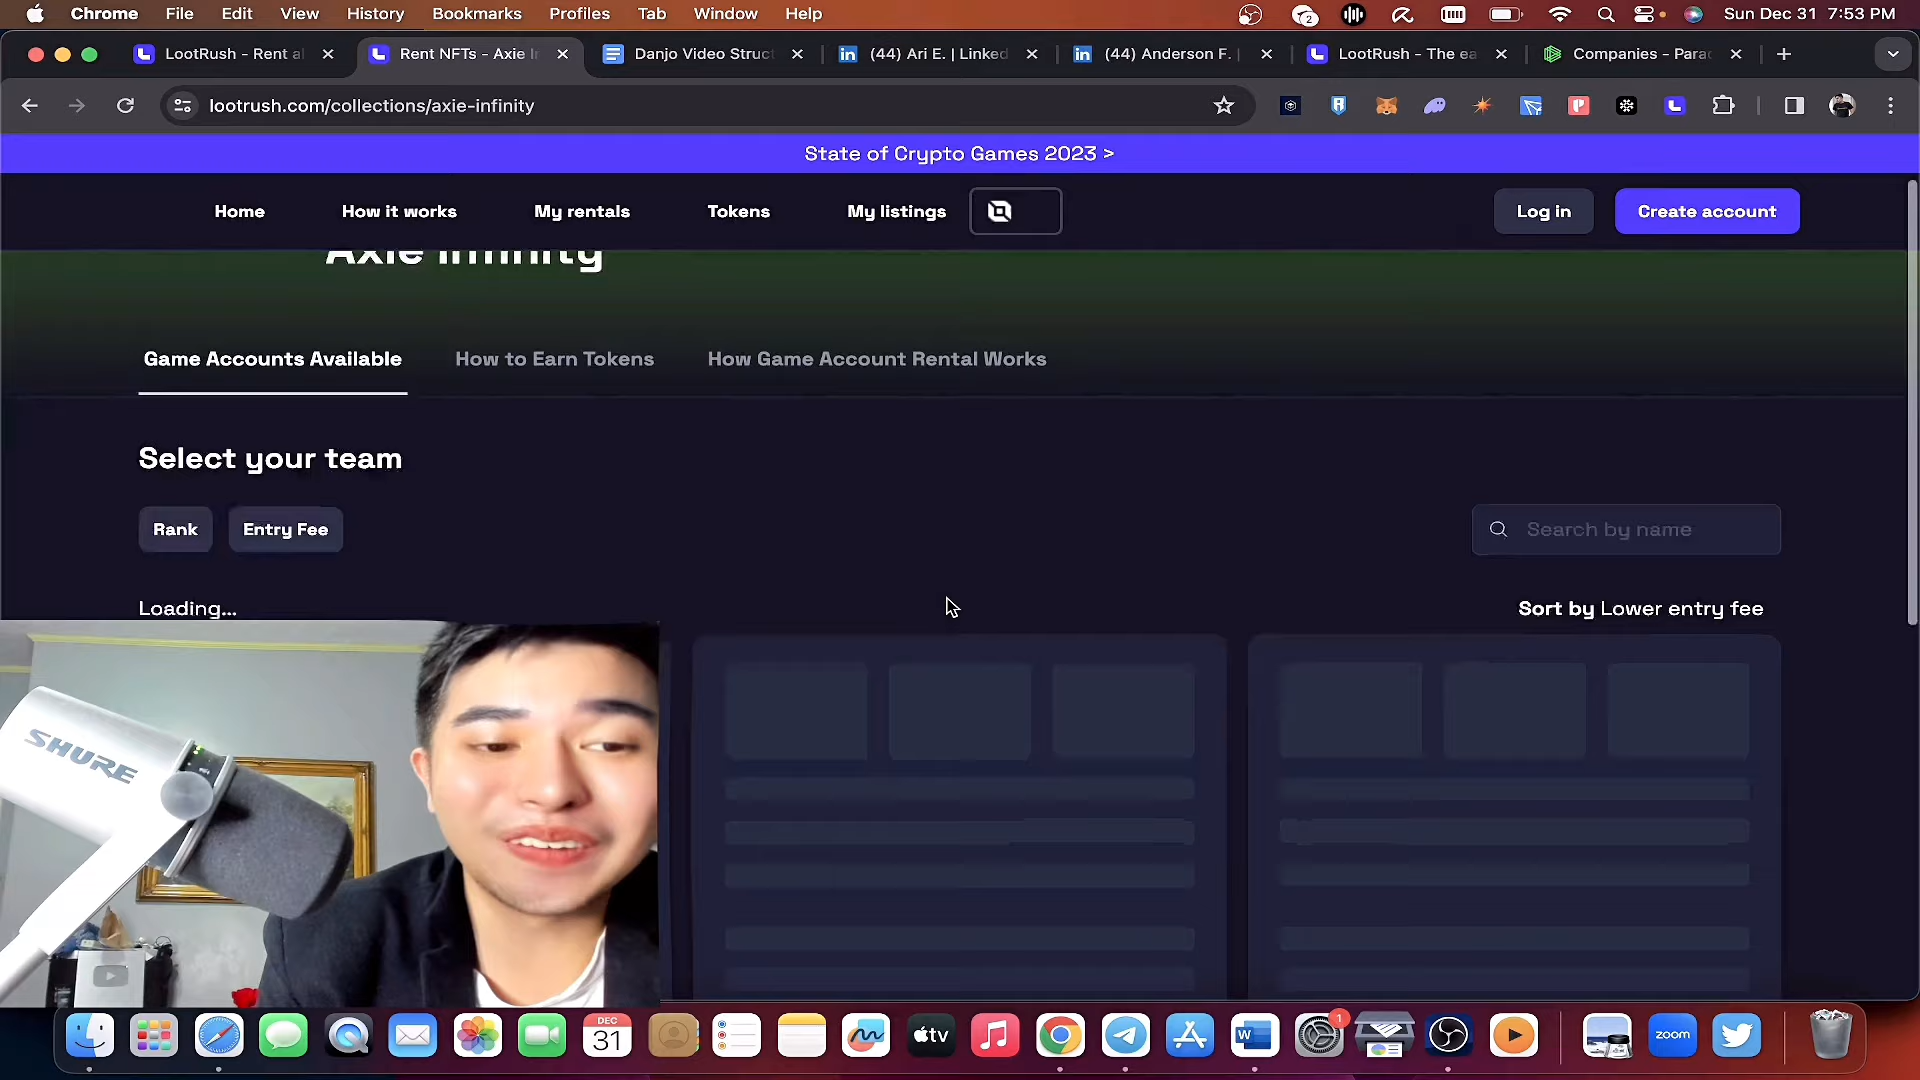 Chrome File Edit View History Bookmarks Profiles Tab Window Help 2 Sun Dec 31 7:53 PM
LootRush - Rent al Rent NFTs - Axie I Danjo Video Struct (44) Ari E. | Linked (44) Anderson F. | LootRush - The ea Companies - Para
lootrush.com/collections/axie-infinity
State of Crypto Games 2023 >
Home How it works My rentals Tokens My listings Log in Create account
Axie Infinity
Game Accounts Available How to Earn Tokens How Game Account Rental Works
Select your team
Rank Entry Fee Search by name
Loading... Sort by Lower entry fee
SHURE
DEC
31
tv
W
1
zoom